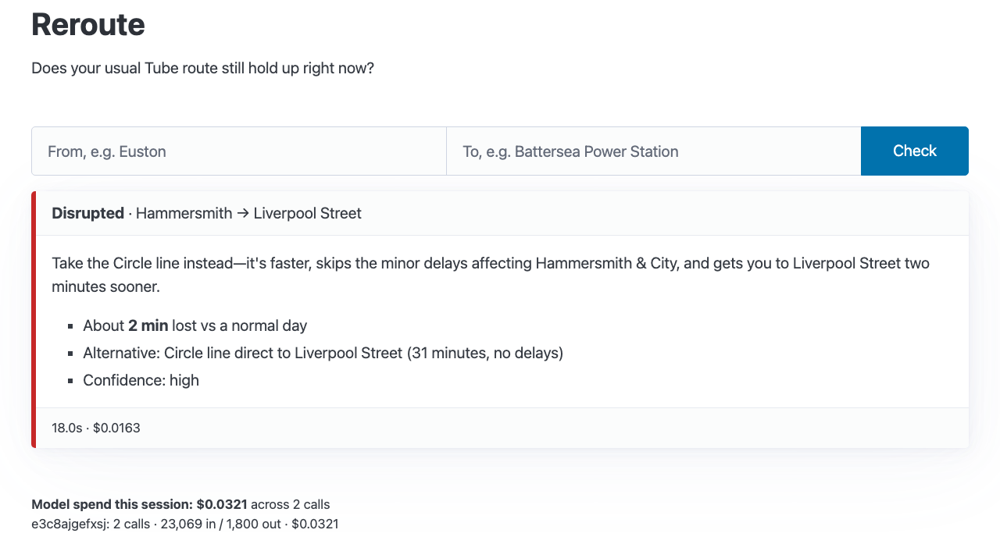 Reroute
Does your usual Tube route still hold up right now?
From, e.g. Euston
To, e.g. Battersea Power Station
Check
Disrupted · Hammersmith → Liverpool Street
Take the Circle line instead—it's faster, skips the minor delays affecting Hammersmith & City, and gets you to Liverpool Street two
minutes sooner.
▪ About 2 min lost vs a normal day
▪ Alternative: Circle line direct to Liverpool Street (31 minutes, no delays)
▪ Confidence: high
18.0s · $0.0163
Model spend this session: $0.0321 across 2 calls
e3c8ajgefxsj: 2 calls · 23,069 in / 1,800 out · $0.0321